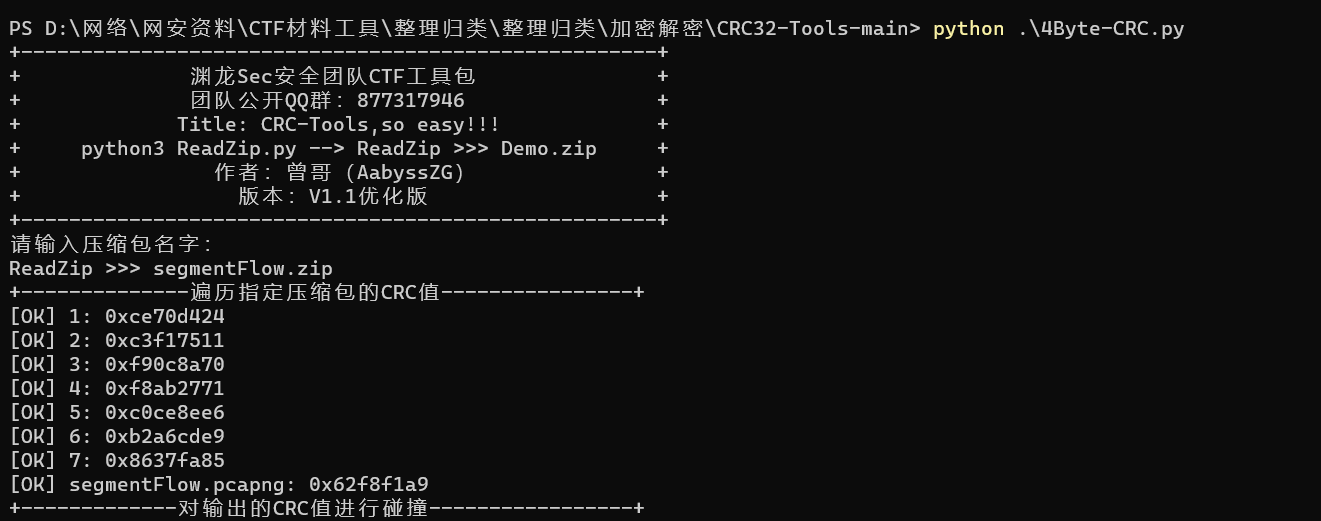 PS D:\网络\网安资料\CTF材料工具\整理归类\整理归类\加密解密\CRC32-Tools-main> python .\4Byte-CRC.py
+-----------------------------------------------------+
+ 渊龙Sec安全团队CTF工具包 +
+ 团队公开QQ群：877317946 +
+ Title: CRC-Tools,so easy!!! +
+ python3 ReadZip.py --> ReadZip >>> Demo.zip +
+ 作者：曾哥（AabyssZG） +
+ 版本：V1.1优化版 +
+-----------------------------------------------------+
请输入压缩包名字：
ReadZip >>> segmentFlow.zip
+--------------遍历指定压缩包的CRC值----------------+
[OK] 1: 0xce70d424
[OK] 2: 0xc3f17511
[OK] 3: 0xf90c8a70
[OK] 4: 0xf8ab2771
[OK] 5: 0xc0ce8ee6
[OK] 6: 0xb2a6cde9
[OK] 7: 0x8637fa85
[OK] segmentFlow.pcapng: 0x62f8f1a9
+-------------对输出的CRC值进行碰撞-----------------+